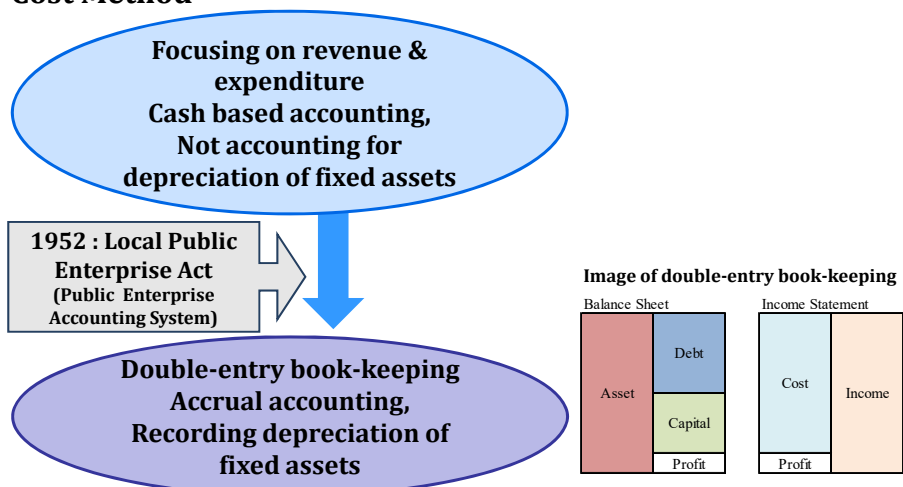 Cost Method
Focusing on revenue &
expenditure
Cash based accounting,
Not accounting for
depreciation of fixed assets
1952 : Local Public
Enterprise Act
(Public Enterprise
Accounting System)
Double-entry book-keeping
Accrual accounting,
Recording depreciation of
fixed assets
Image of double-entry book-keeping
Balance Sheet
Income Statement
Asset
Debt
Capital
Profit
Cost
Profit
Income